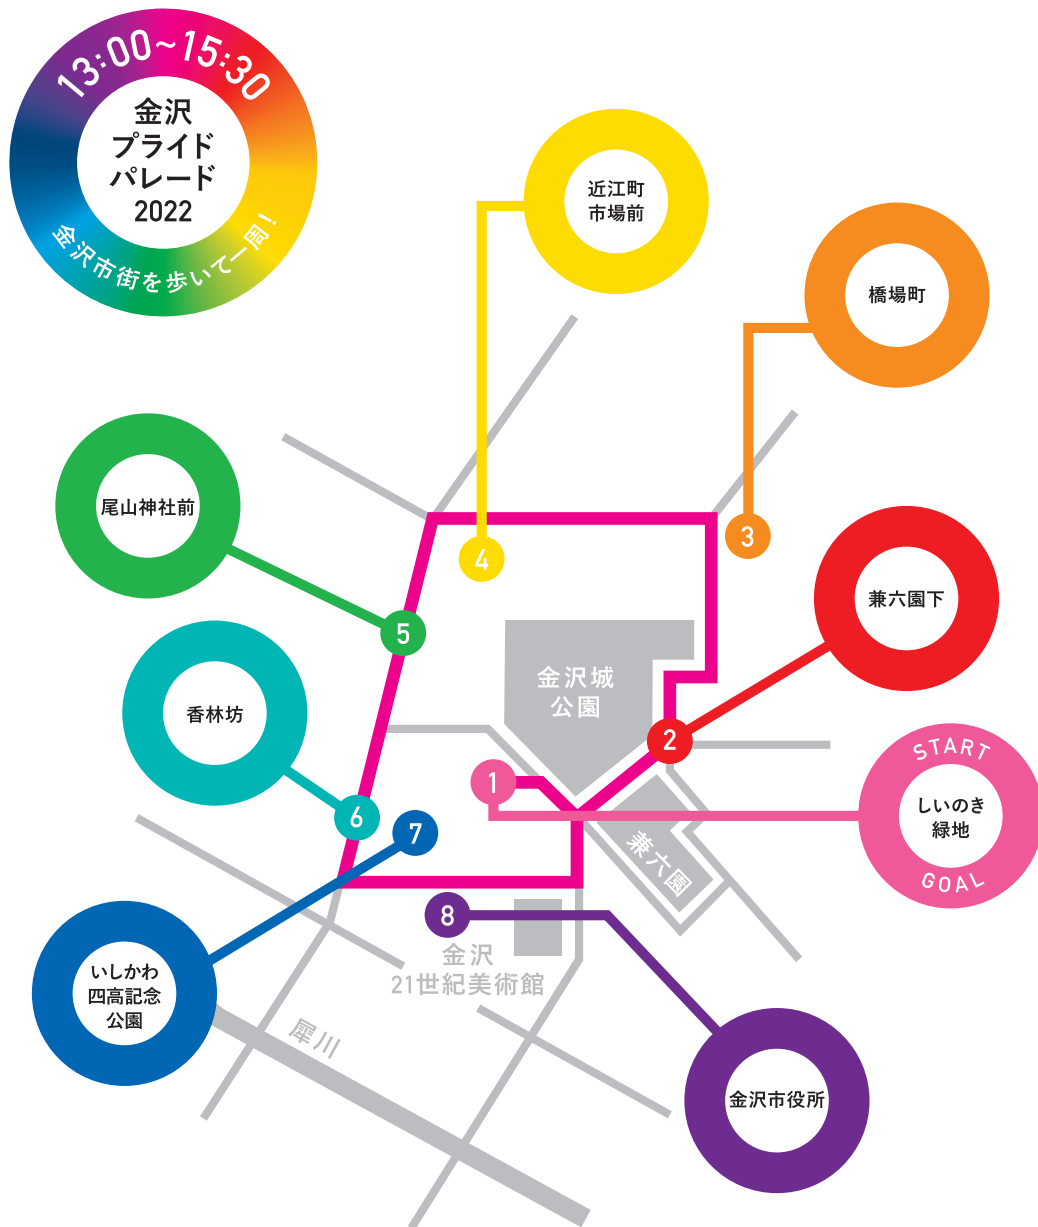 13:00~15:30
金沢
プライド
パレード
2022
金沢市街を歩いて一周！
近江町
市場前
橋場町
尾山神社前
兼六園下
香林坊
START
しいのき
緑地
GOAL
いしかわ
四高記念
公園
金沢市役所
4
3
5
金沢城
公園
2
1
6
7
兼六園
8
金沢
21世紀美術館
犀川